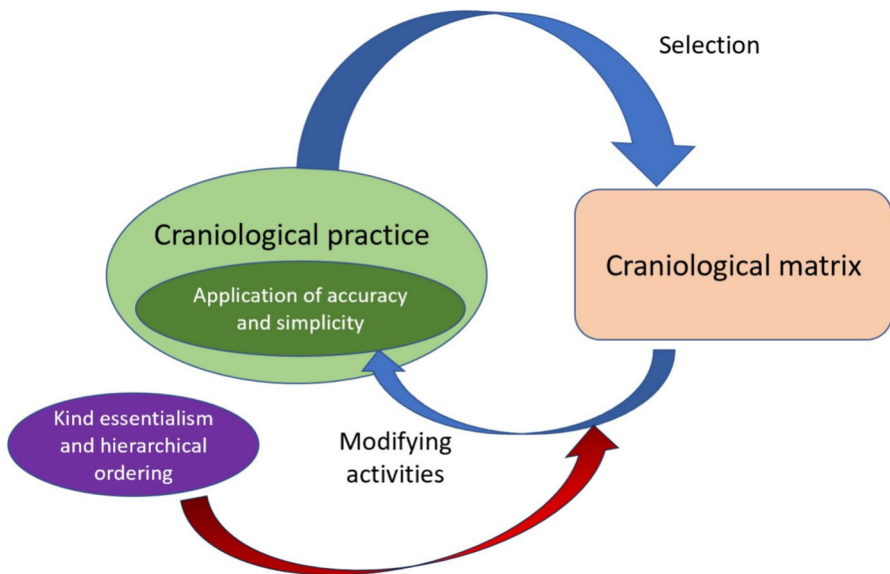 Selection
Craniological practice
Application of accuracy
and simplicity
Craniological matrix
Kind essentialism
and hierarchical
ordering
Modifying
activities